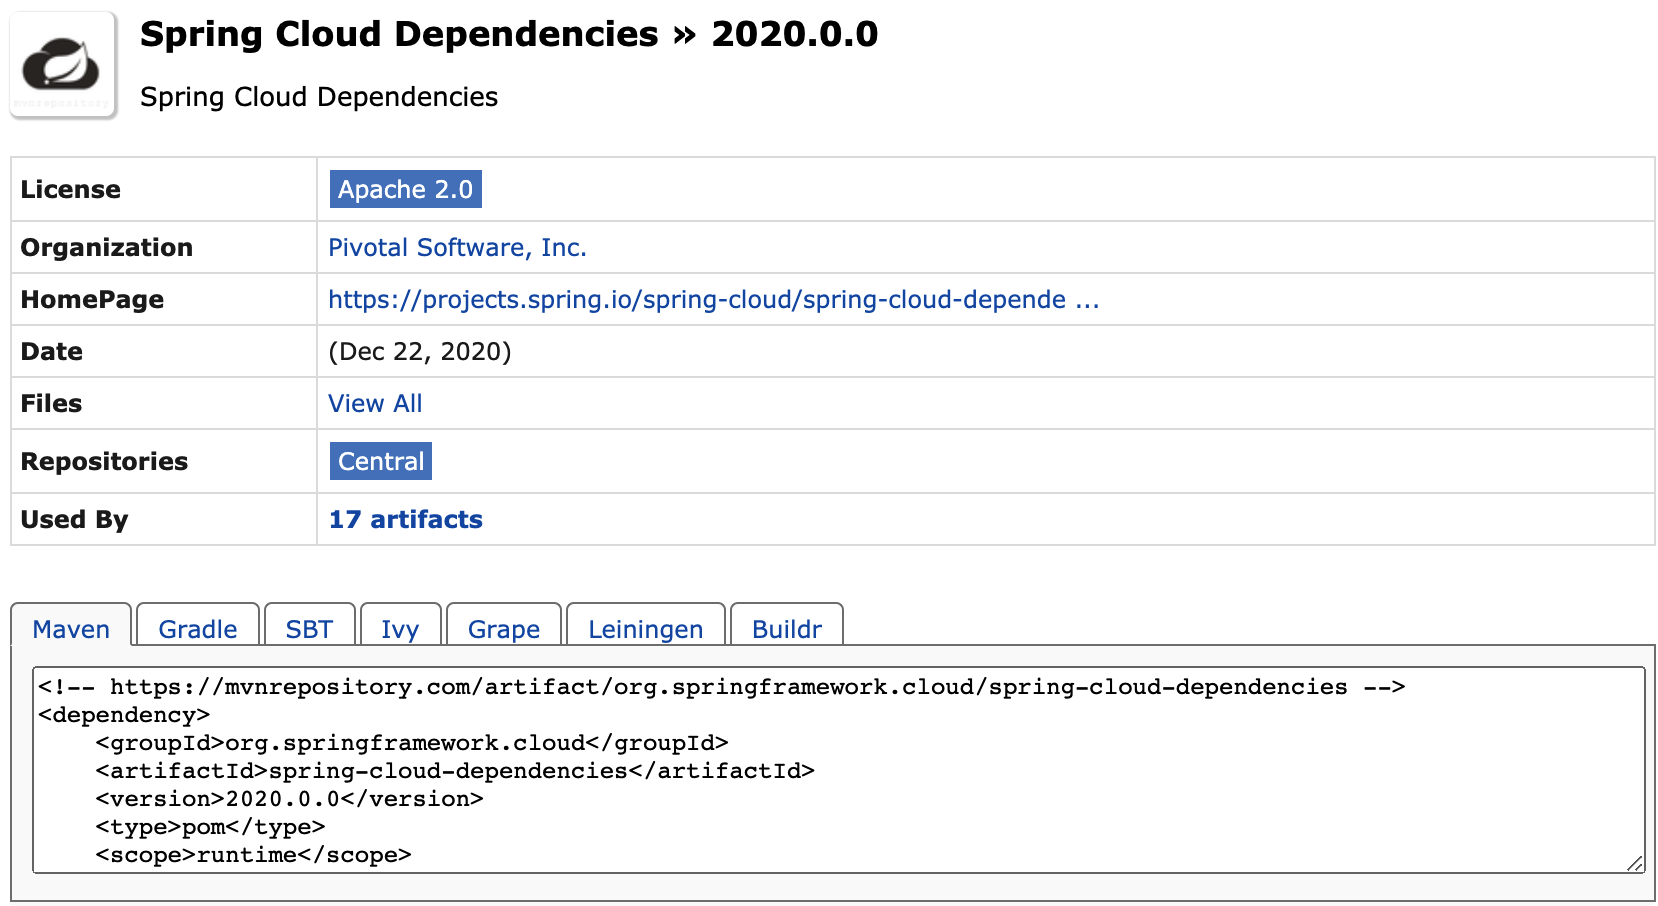 Spring Cloud Dependencies » 2020.0.0
mvnrepository
Spring Cloud Dependencies
License Apache 2.0
Organization Pivotal Software, Inc.
HomePage https://projects.spring.io/spring-cloud/spring-cloud-depende ...
Date (Dec 22, 2020)
Files View All
Repositories Central
Used By 17 artifacts
Maven Gradle SBT Ivy Grape Leiningen Buildr
<!-- https://mvnrepository.com/artifact/org.springframework.cloud/spring-cloud-dependencies -->
<dependency>
    <groupId>org.springframework.cloud</groupId>
    <artifactId>spring-cloud-dependencies</artifactId>
    <version>2020.0.0</version>
    <type>pom</type>
    <scope>runtime</scope>